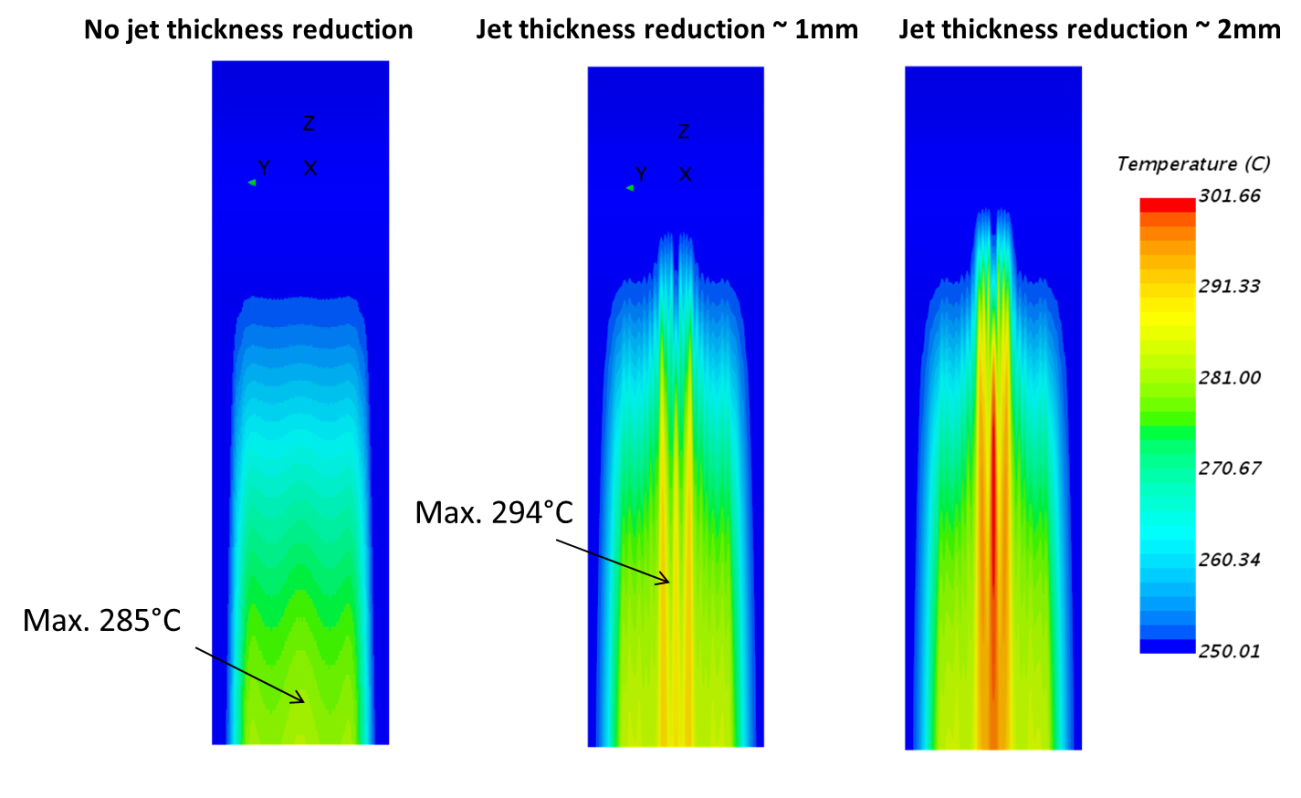 No jet thickness reduction
Jet thickness reduction ~ 1mm
Jet thickness reduction ~ 2mm
Z
Y X
Z
Y X
Temperature (C)
301.66
291.33
281.00
270.67
260.34
250.01
Max. 294°C
Max. 285°C